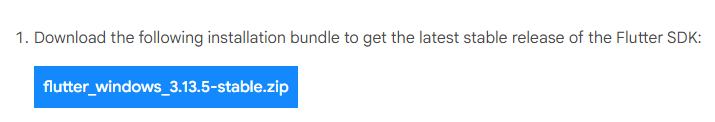 1. Download the following installation bundle to get the latest stable release of the Flutter SDK:
flutter_windows_3.13.5-stable.zip